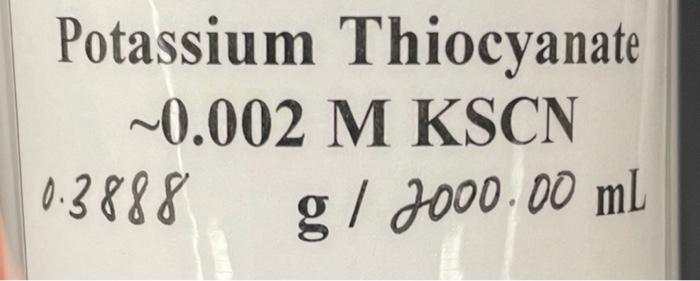 Potassium Thiocyanate
~0.002 M KSCN
0.3888 g / 2000.00 mL